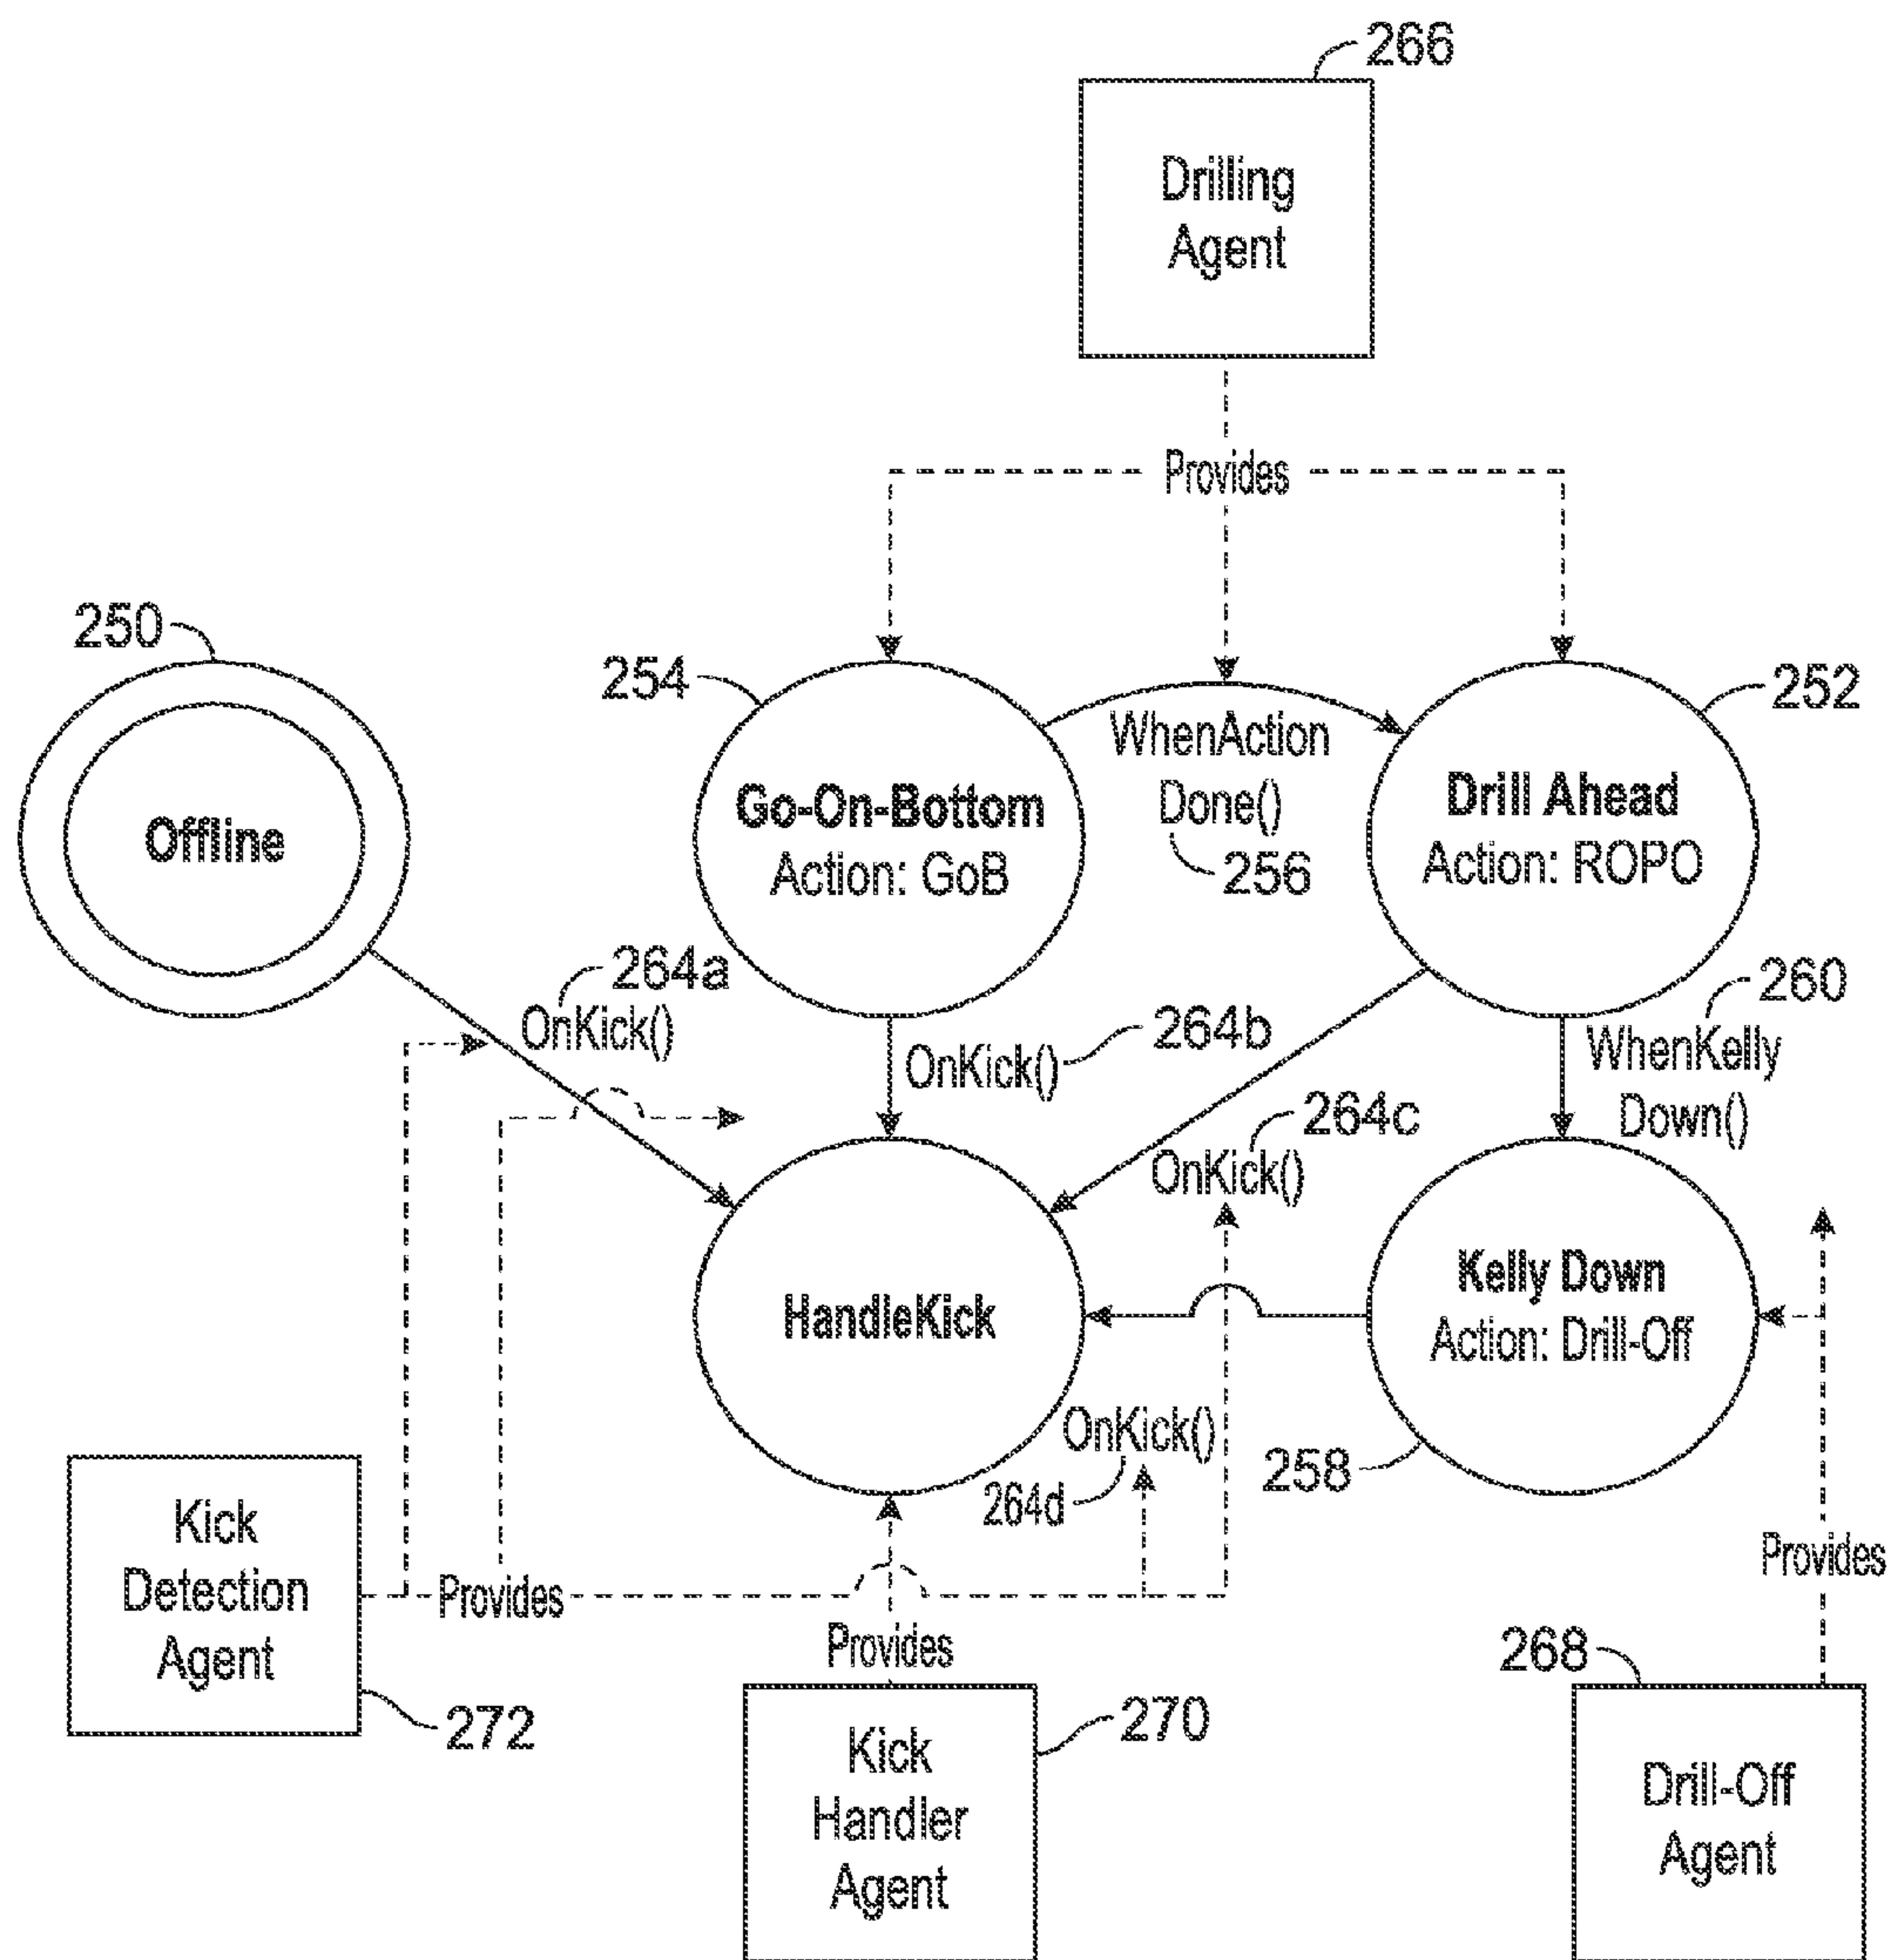 266
Drilling
Agent
Provides
250
254
252
WhenAction
Done()
256
Offline
Go-On-Bottom
Action: GoB
Drill Ahead
Action: ROPO
264a
OnKick()
264b
OnKick()
260
WhenKelly
Down()
264c
OnKick()
HandleKick
Kelly Down
Action: Drill-Off
OnKick()
264d
258
Kick
Detection
Agent
272
Provides
Provides
Provides
268
270
Kick
Handler
Agent
Drill-Off
Agent